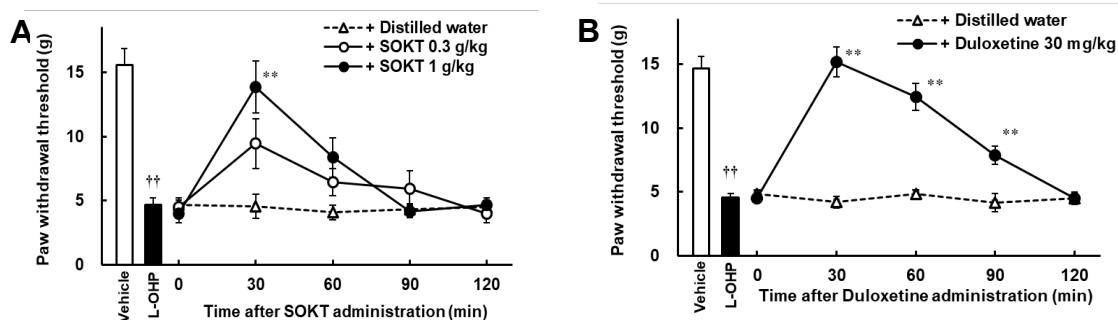 A
Paw withdrawal threshold (g)
15
10
5
0
††
**
+ Distilled water
+ SOKT 0.3 g/kg
+ SOKT 1 g/kg
Vehicle
L-OHP
0 30 60 90 120
Time after SOKT administration (min)
B
Paw withdrawal threshold (g)
15
10
5
0
††
**
**
**
+ Distilled water
+ Duloxetine 30 mg/kg
Vehicle
L-OHP
0 30 60 90 120
Time after Duloxetine administration (min)